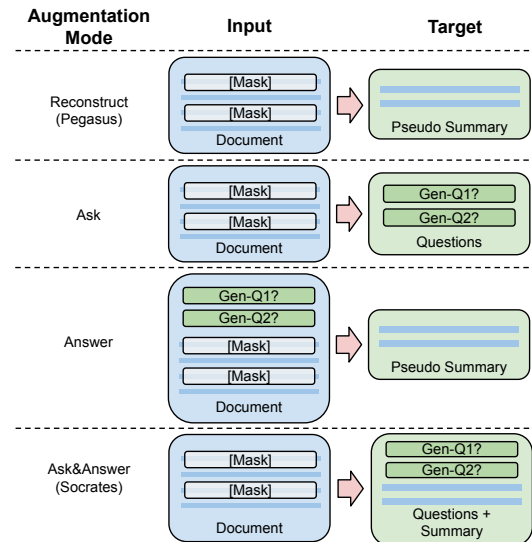 Augmentation
Mode
Input
Target
Reconstruct
(Pegasus)
[Mask]
[Mask]
Document
Pseudo Summary
Ask
[Mask]
[Mask]
Document
Gen-Q1?
Gen-Q2?
Questions
Answer
Gen-Q1?
Gen-Q2?
[Mask]
[Mask]
Document
Pseudo Summary
Ask&Answer
(Socrates)
[Mask]
[Mask]
Document
Gen-Q1?
Gen-Q2?
Questions +
Summary